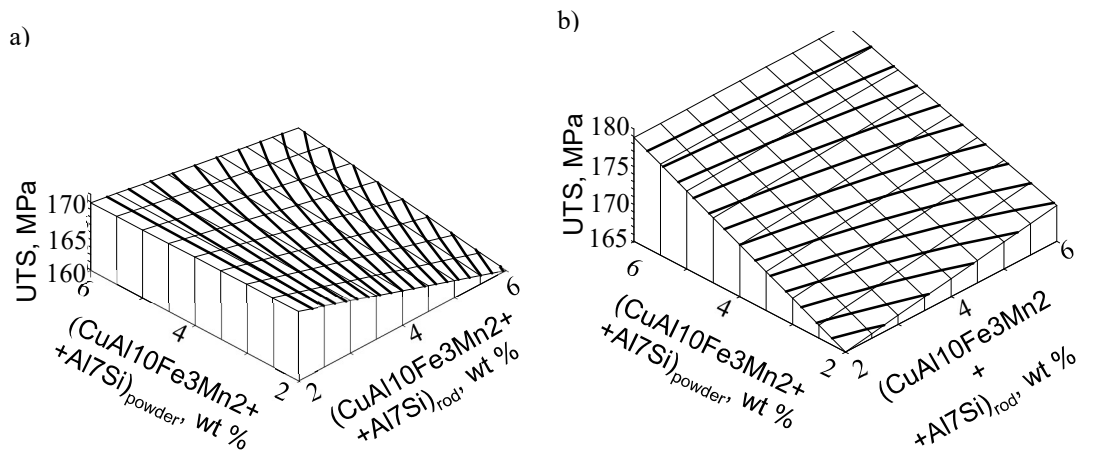 a)
UTS, MPa
170
165
160
6
4
2
(CuAl10Fe3Mn2+
+Al7Si)powder, wt %
2
4
6
(CuAl10Fe3Mn2+
+Al7Si)rod, wt %
b)
UTS, MPa
180
175
170
165
6
4
2
(CuAl10Fe3Mn2+
+Al7Si)powder, wt %
2
4
6
(CuAl10Fe3Mn2
+
+Al7Si)rod, wt %